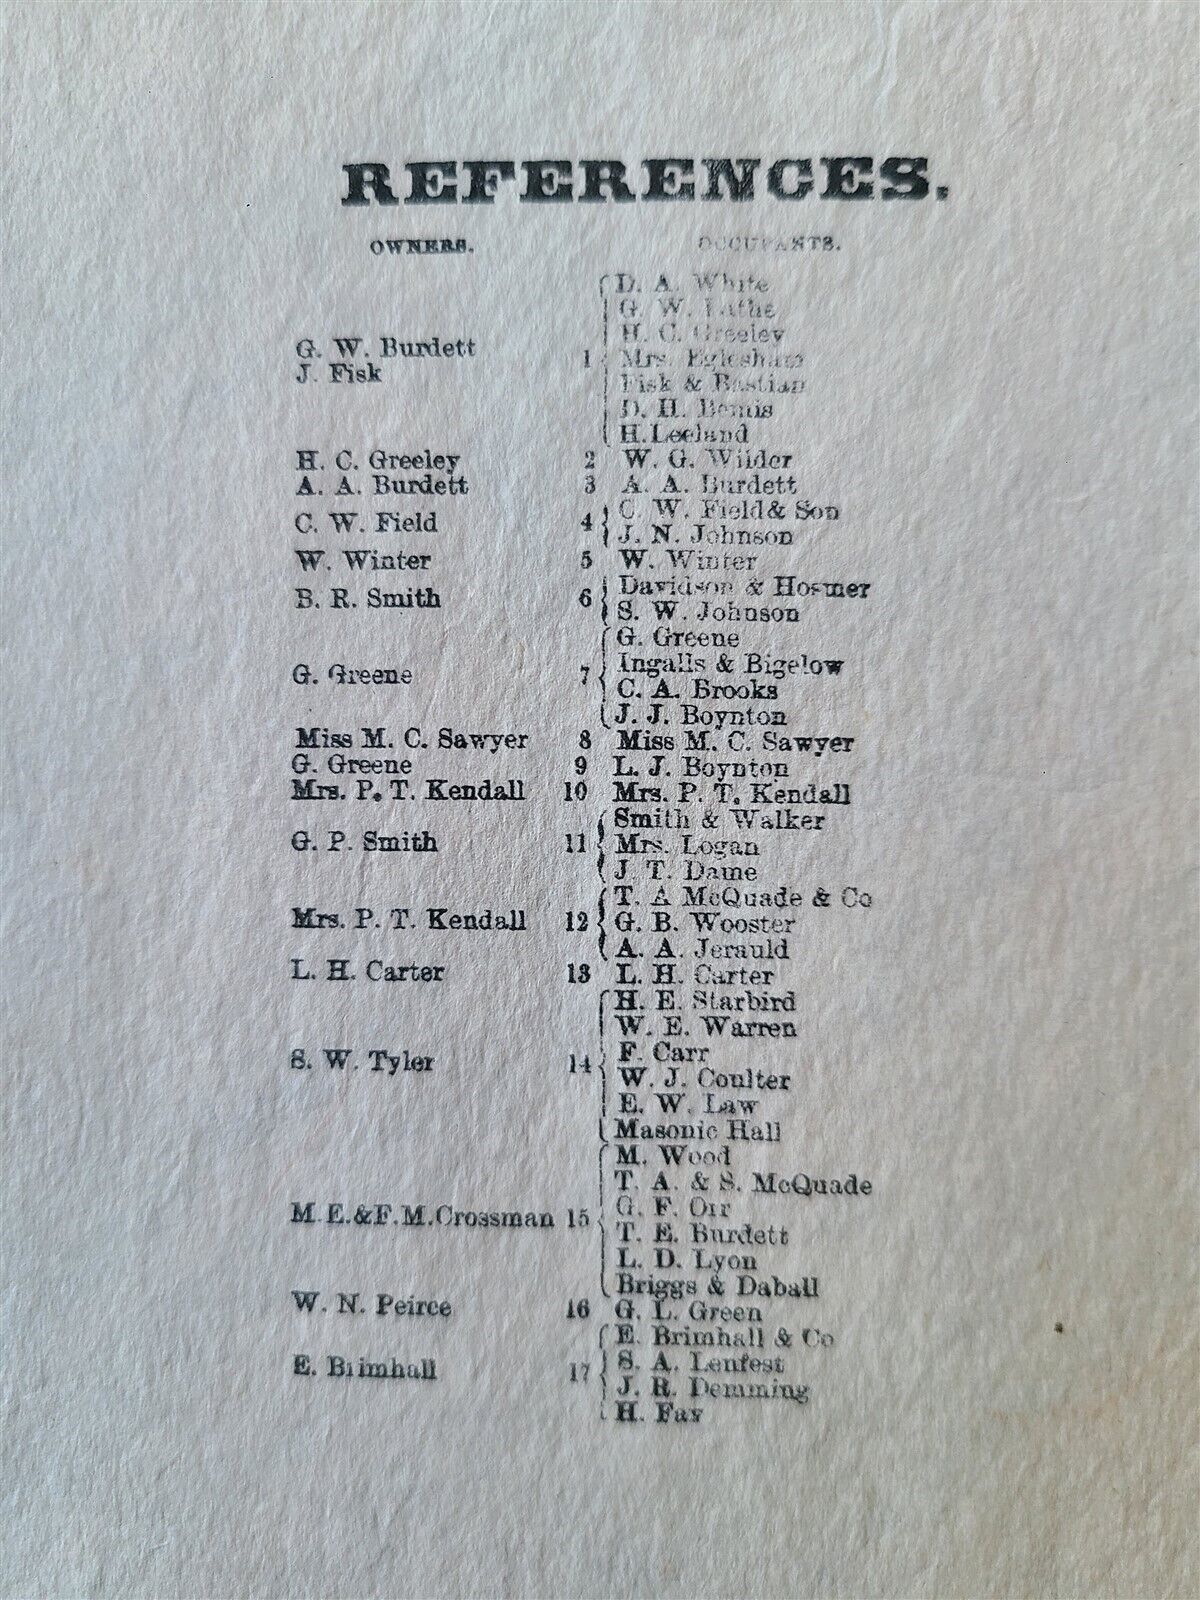 REFERENCES.
OWNERS. OCCUPANTS.
D. A. White
G. W. Lathe
H. C. Greeley
G. W. Burdett
J. Fisk
1 Mrs. Eglesham
Fisk & Bastian
D. H. Bemis
H. Leeland
H. C. Greeley 2 W. G. Wilder
A. A. Burdett 3 A. A. Burdett
C. W. Field 4 C. W. Field & Son
J. N. Johnson
W. Winter 5 W. Winter
B. R. Smith 6 Davidson & Hosmer
S. W. Johnson
G. Greene
Ingalls & Bigelow
G. Greene 7
C. A. Brooks
J. J. Boynton
Miss M. C. Sawyer 8 Miss M. C. Sawyer
G. Greene 9 L. J. Boynton
Mrs. P. T. Kendall 10 Mrs. P. T. Kendall
Smith & Walker
G. P. Smith 11 Mrs. Logan
J. T. Dame
T. A McQuade & Co
Mrs. P. T. Kendall 12 G. B. Wooster
A. A. Jerauld
L. H. Carter 13 L. H. Carter
H. E. Starbird
W. E. Warren
F. Carr
S. W. Tyler 14
W. J. Coulter
E. W. Law
Masonic Hall
M. Wood
T. A. & S. McQuade
G. F. Orr
M. E. & F. M. Crossman 15
T. E. Burdett
L. D. Lyon
Briggs & Daball
W. N. Peirce 16 G. L. Green
E. Brimhall & Co
E. Brimhall 17 S. A. Lenfest
J. R. Demming
H. Fay